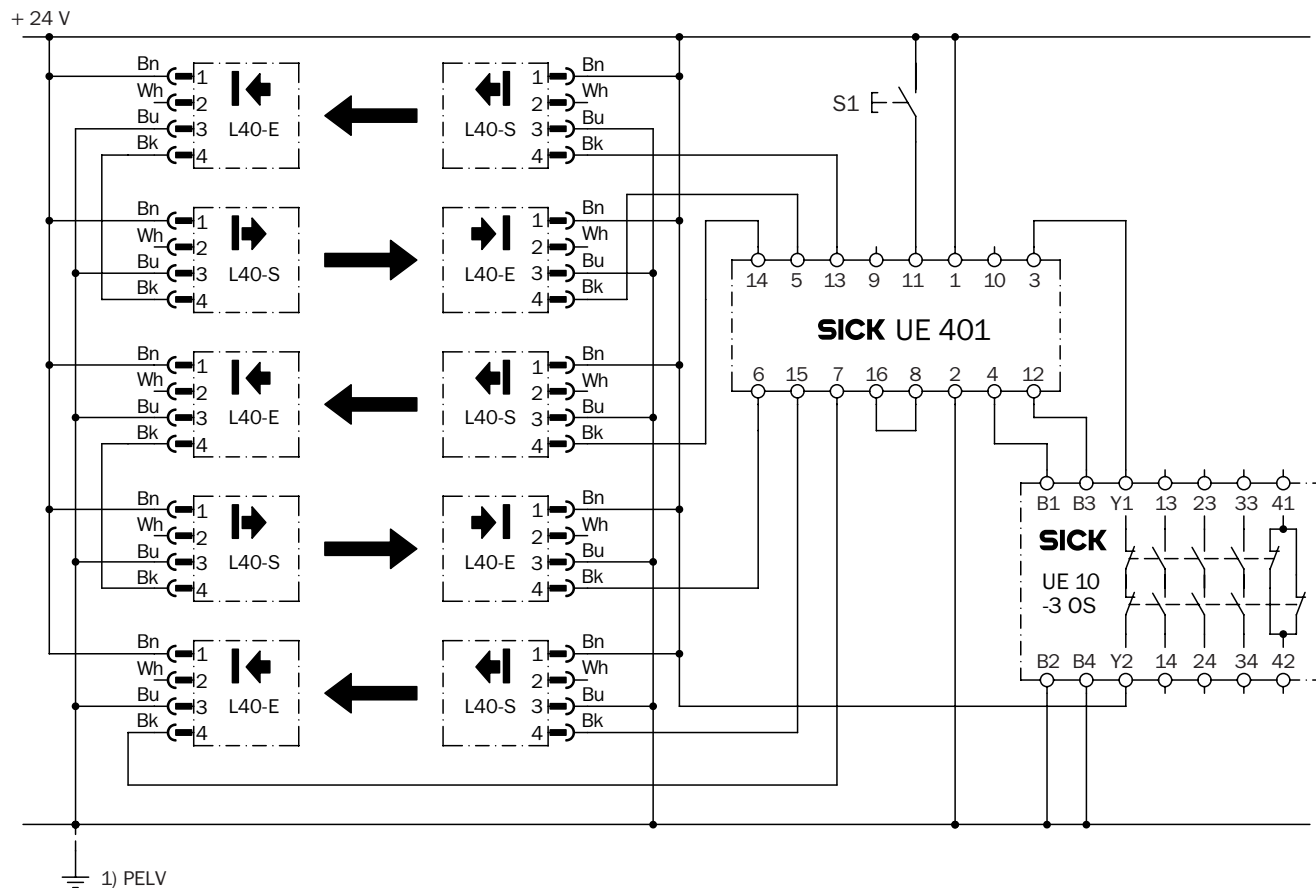 + 24 V
Bn 1
Wh 2
Bu 3
Bk 4
L40-E
1 Bn
2 Wh
3 Bu
4 Bk
L40-S
S1
Bn 1
Wh 2
Bu 3
Bk 4
L40-S
1 Bn
2 Wh
3 Bu
4 Bk
L40-E
14 5 13 9 11 1 10 3
SICK UE 401
6 15 7 16 8 2 4 12
Bn 1
Wh 2
Bu 3
Bk 4
L40-E
1 Bn
2 Wh
3 Bu
4 Bk
L40-S
Bn 1
Wh 2
Bu 3
Bk 4
L40-S
1 Bn
2 Wh
3 Bu
4 Bk
L40-E
B1 B3 Y1 13 23 33 41
SICK
UE 10
-3 OS
B2 B4 Y2 14 24 34 42
Bn 1
Wh 2
Bu 3
Bk 4
L40-E
1 Bn
2 Wh
3 Bu
4 Bk
L40-S
1) PELV